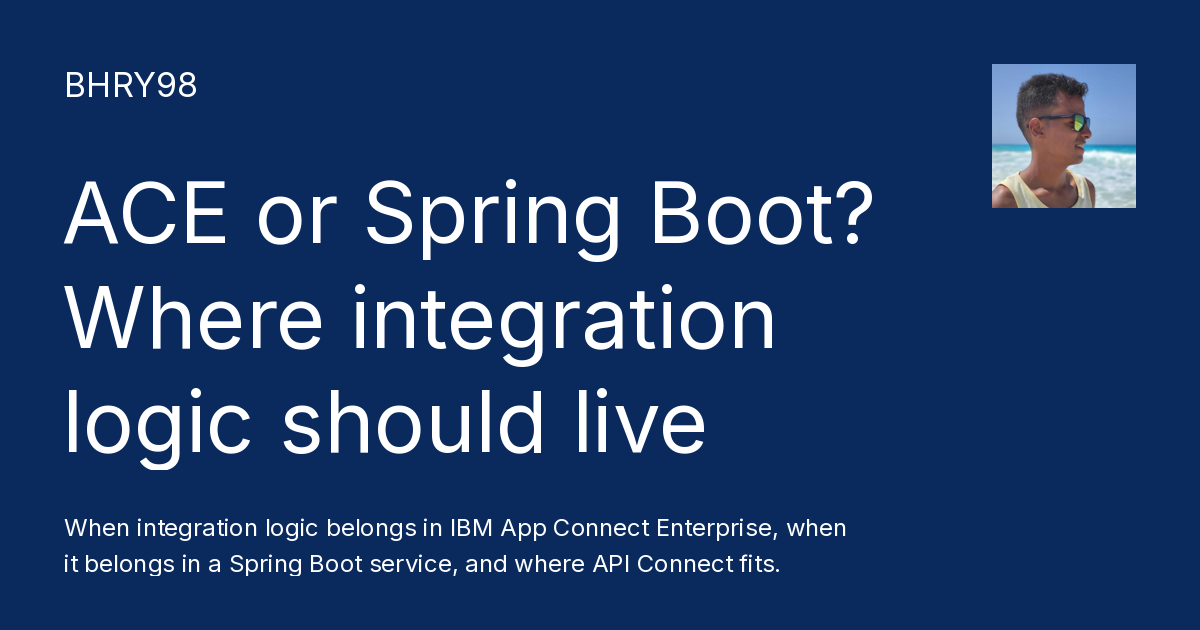 BHRY98
ACE or Spring Boot?
Where integration
logic should live
When integration logic belongs in IBM App Connect Enterprise, when
it belongs in a Spring Boot service, and where API Connect fits.